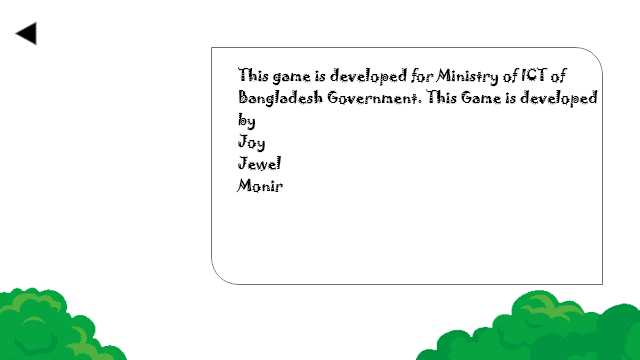 This game is developed for Ministry of ICT of
Bangladesh Government. This Game is developed
by
Joy
Jewel
Monir